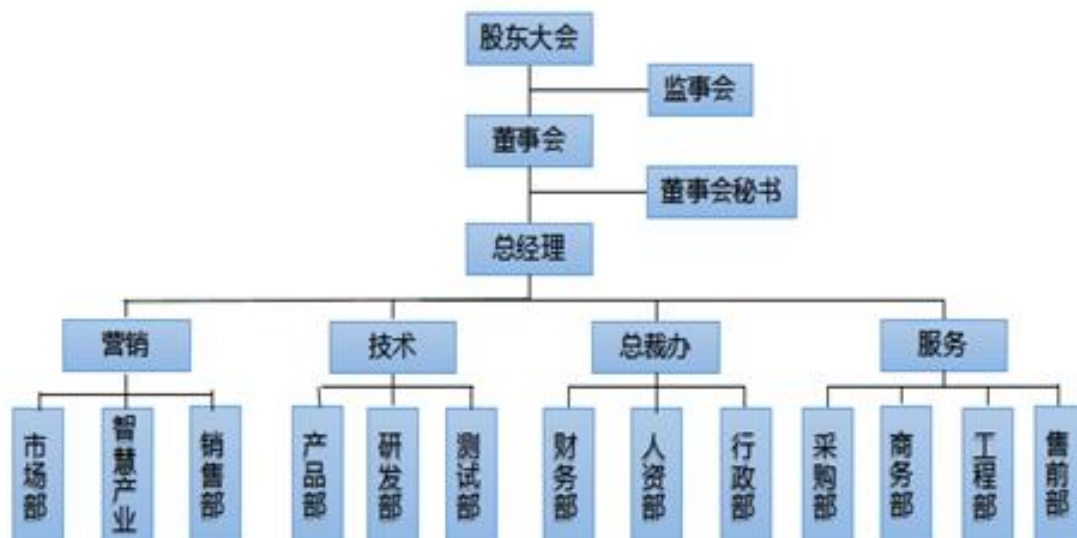 股东大会
监事会
董事会
董事会秘书
总经理
营销
技术
总裁办
服务
市场部
智慧产业
销售部
产品部
研发部
测试部
财务部
人资部
行政部
采购部
商务部
工程部
售前部